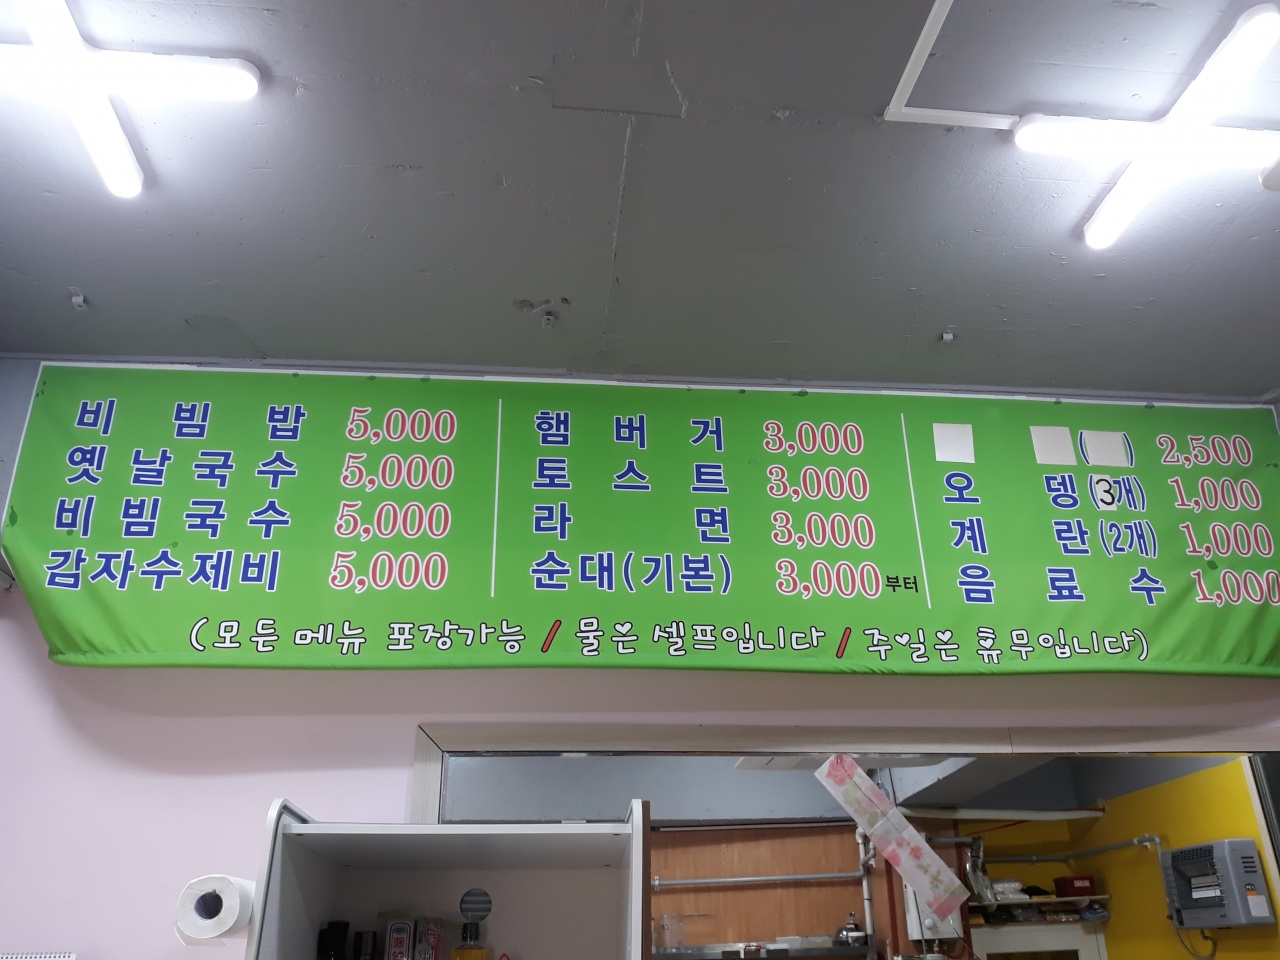 비빔밥 5,000
옛날국수 5,000
비빔국수 5,000
감자수제비 5,000
햄버거 3,000
토스트 3,000
라면 3,000
순대(기본) 3,000부터
( ) 2,500
오뎅(3개) 1,000
계란(2개) 1,000
음료수 1,000
(모든 메뉴 포장가능 / 물은 셀프입니다 / 주일은 휴무입니다)